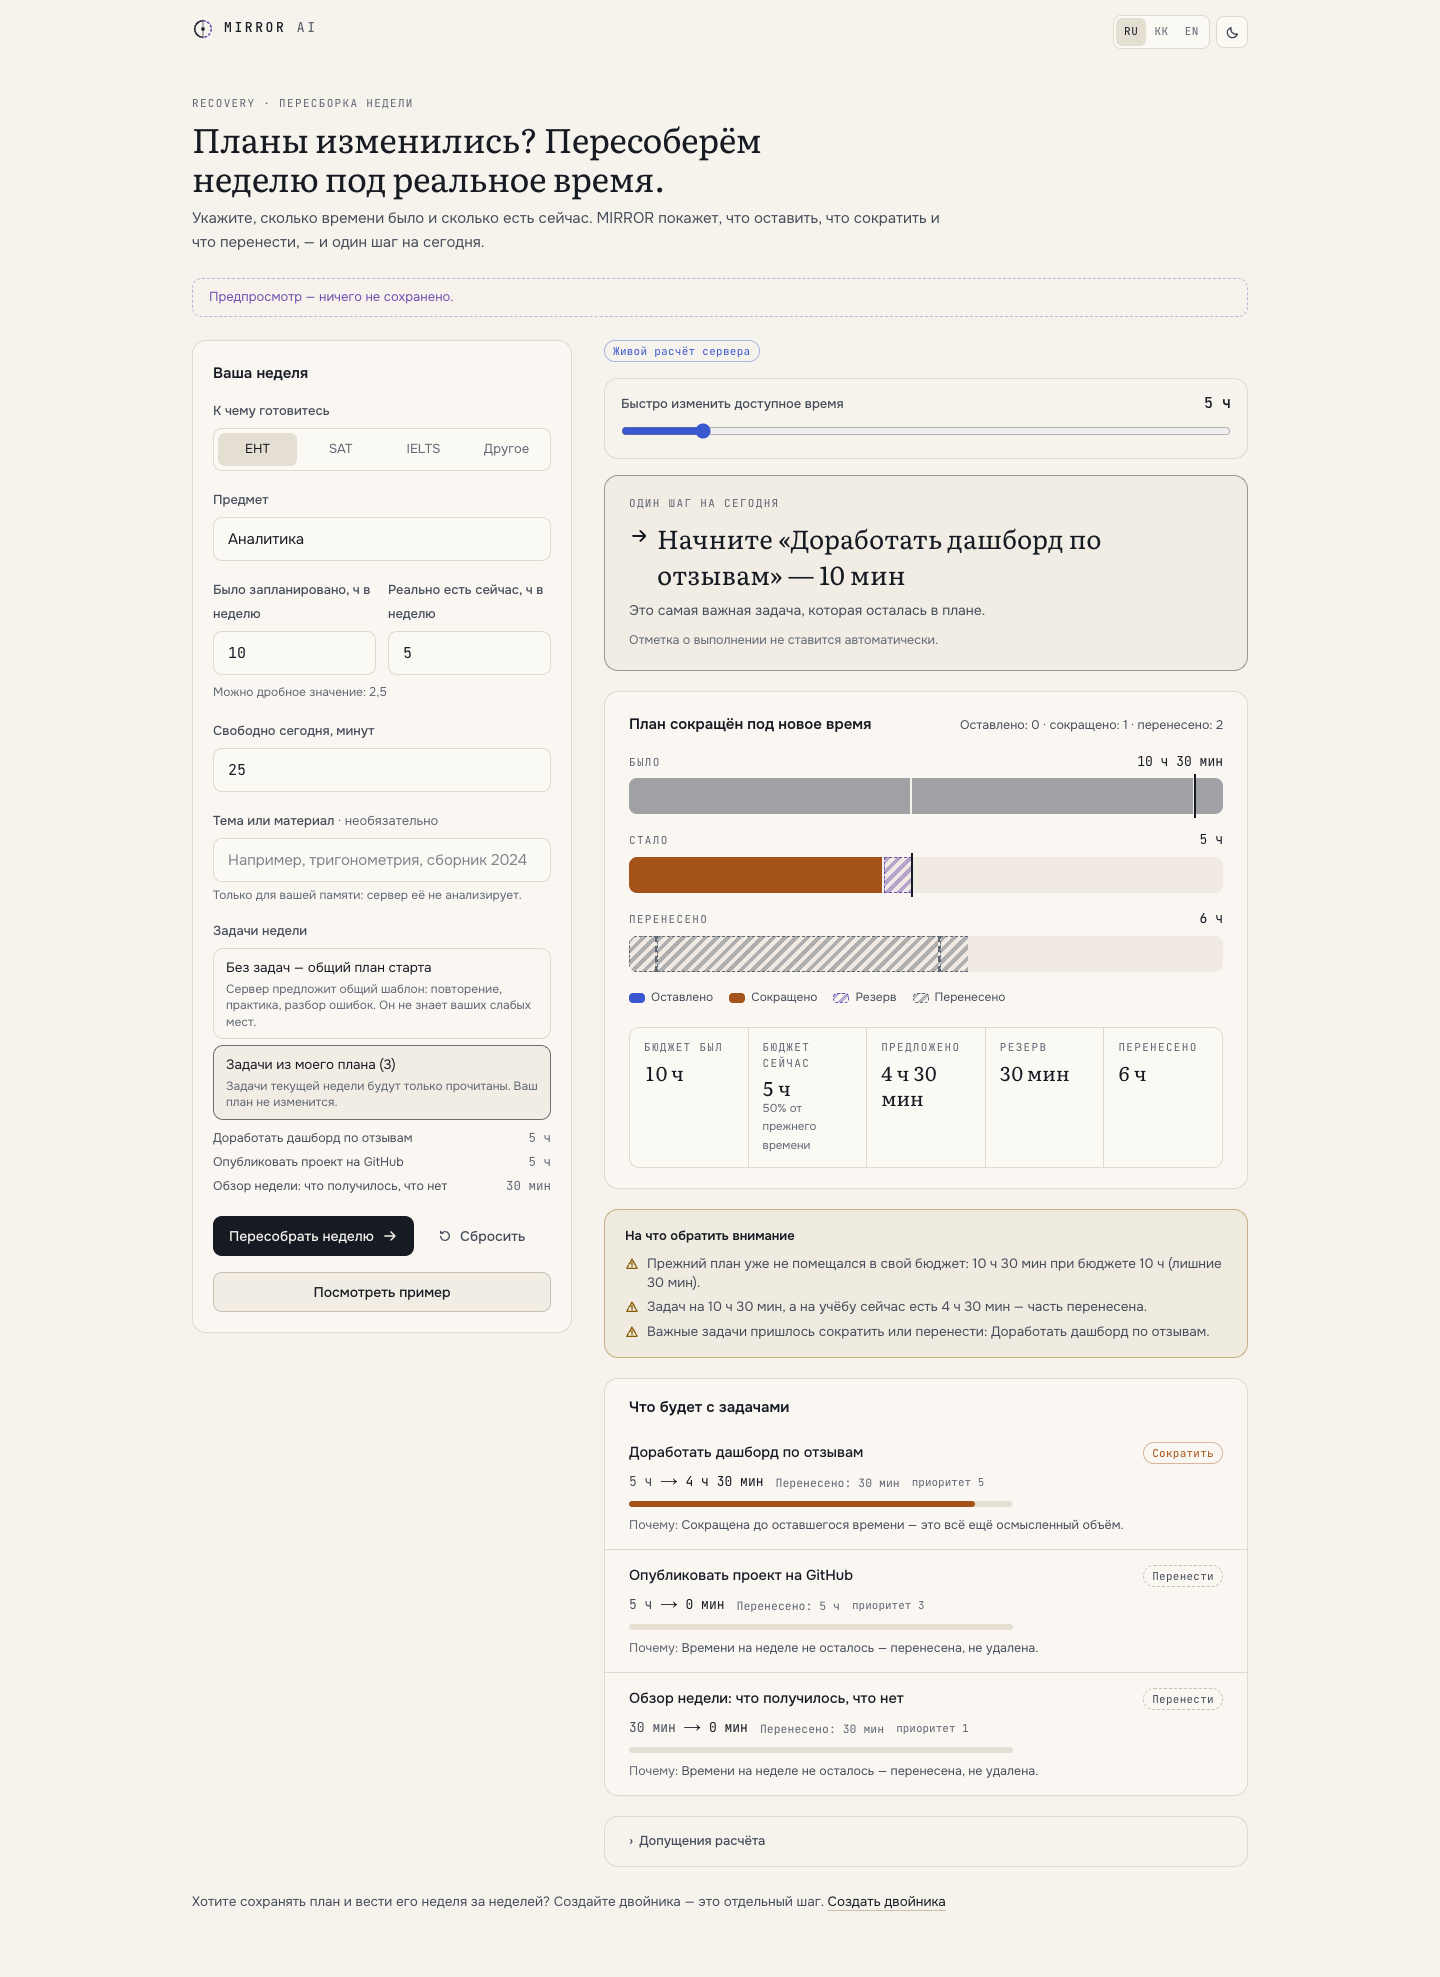 MIRROR AI
RU KK EN
RECOVERY · ПЕРЕСБОРКА НЕДЕЛИ
Планы изменились? Пересоберём
неделю под реальное время.
Укажите, сколько времени было и сколько есть сейчас. MIRROR покажет, что оставить, что сократить и
что перенести, — и один шаг на сегодня.
Предпросмотр — ничего не сохранено.
Ваша неделя
К чему готовитесь
ЕНТ SAT IELTS Другое
Предмет
Аналитика
Было запланировано, ч в
неделю
Реально есть сейчас, ч в
неделю
10
5
Можно дробное значение: 2,5
Свободно сегодня, минут
25
Тема или материал · необязательно
Например, тригонометрия, сборник 2024
Только для вашей памяти: сервер её не анализирует.
Задачи недели
Без задач — общий план старта
Сервер предложит общий шаблон: повторение,
практика, разбор ошибок. Он не знает ваших слабых
мест.
Задачи из моего плана (3)
Задачи текущей недели будут только прочитаны. Ваш
план не изменится.
Доработать дашборд по отзывам 5 ч
Опубликовать проект на GitHub 5 ч
Обзор недели: что получилось, что нет 30 мин
Пересобрать неделю →
Сбросить
Посмотреть пример
Живой расчёт сервера
Быстро изменить доступное время 5 ч
ОДИН ШАГ НА СЕГОДНЯ
→ Начните «Доработать дашборд по
отзывам» — 10 мин
Это самая важная задача, которая осталась в плане.
Отметка о выполнении не ставится автоматически.
План сокращён под новое время
Оставлено: 0 · сокращено: 1 · перенесено: 2
БЫЛО 10 ч 30 мин
СТАЛО 5 ч
ПЕРЕНЕСЕНО 6 ч
Оставлено Сокращено Резерв Перенесено
БЮДЖЕТ БЫЛ
10 ч
БЮДЖЕТ
СЕЙЧАС
5 ч
50% от
прежнего
времени
ПРЕДЛОЖЕНО
4 ч 30
мин
РЕЗЕРВ
30 мин
ПЕРЕНЕСЕНО
6 ч
На что обратить внимание
Прежний план уже не помещался в свой бюджет: 10 ч 30 мин при бюджете 10 ч (лишние
30 мин).
Задач на 10 ч 30 мин, а на учёбу сейчас есть 4 ч 30 мин — часть перенесена.
Важные задачи пришлось сократить или перенести: Доработать дашборд по отзывам.
Что будет с задачами
Доработать дашборд по отзывам Сократить
5 ч → 4 ч 30 мин Перенесено: 30 мин приоритет 5
Почему: Сокращена до оставшегося времени — это всё ещё осмысленный объём.
Опубликовать проект на GitHub Перенести
5 ч → 0 мин Перенесено: 5 ч приоритет 3
Почему: Времени на неделе не осталось — перенесена, не удалена.
Обзор недели: что получилось, что нет Перенести
30 мин → 0 мин Перенесено: 30 мин приоритет 1
Почему: Времени на неделе не осталось — перенесена, не удалена.
› Допущения расчёта
Хотите сохранять план и вести его неделя за неделей? Создайте двойника — это отдельный шаг. Создать двойника